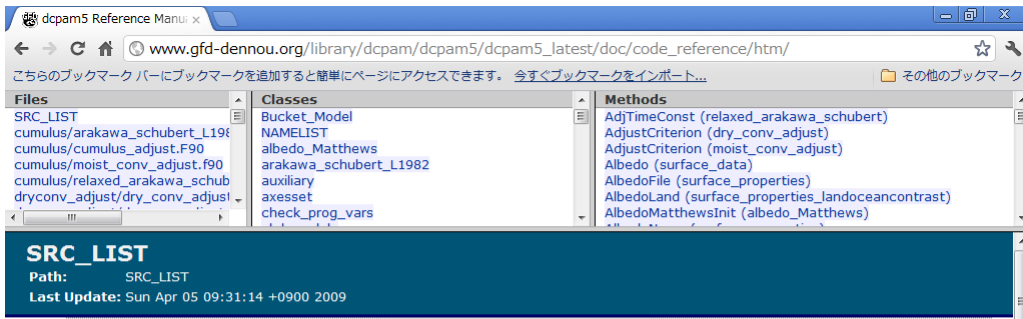 dcpam5 Reference Manu
www.gfd-dennou.org/library/dcpam/dcpam5/dcpam5_latest/doc/code_reference/htm/
こちらのブックマーク バーにブックマークを追加すると簡単にページにアクセスできます。 今すぐブックマークをインポート... その他のブックマーク
Files
SRC_LIST
cumulus/arakawa_schubert_L198
cumulus/cumulus_adjust.F90
cumulus/moist_conv_adjust.f90
cumulus/relaxed_arakawa_schub
dryconv_adjust/dry_conv_adjust
Classes
Bucket_Model
NAMELIST
albedo_Matthews
arakawa_schubert_L1982
auxiliary
axesset
check_prog_vars
Methods
AdjTimeConst (relaxed_arakawa_schubert)
AdjustCriterion (dry_conv_adjust)
AdjustCriterion (moist_conv_adjust)
Albedo (surface_data)
AlbedoFile (surface_properties)
AlbedoLand (surface_properties_landoceancontrast)
AlbedoMatthewsInit (albedo_Matthews)
SRC_LIST
Path: SRC_LIST
Last Update: Sun Apr 05 09:31:14 +0900 2009